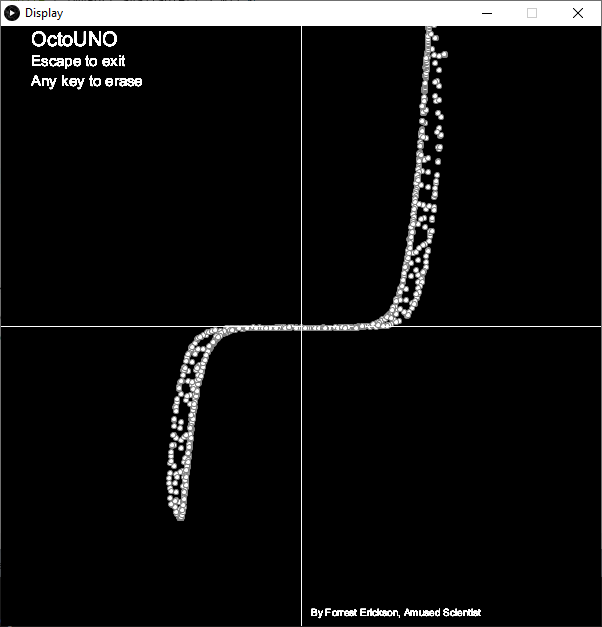 Display
OctoUNO
Escape to exit
Any key to erase
By Forrest Erickson, Amused Scientist